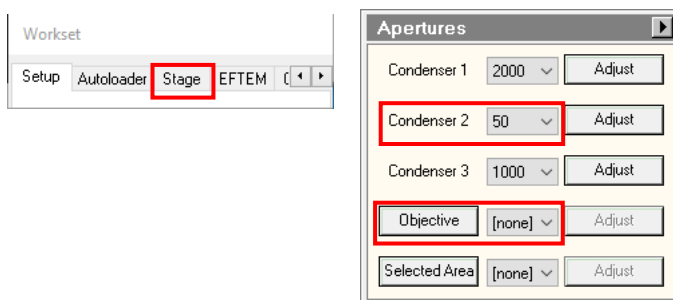 Workset
Setup Autoloader Stage EFTEM
Apertures
Condenser 1 2000 Adjust
Condenser 2 50 Adjust
Condenser 3 1000 Adjust
Objective [none] Adjust
Selected Area [none] Adjust